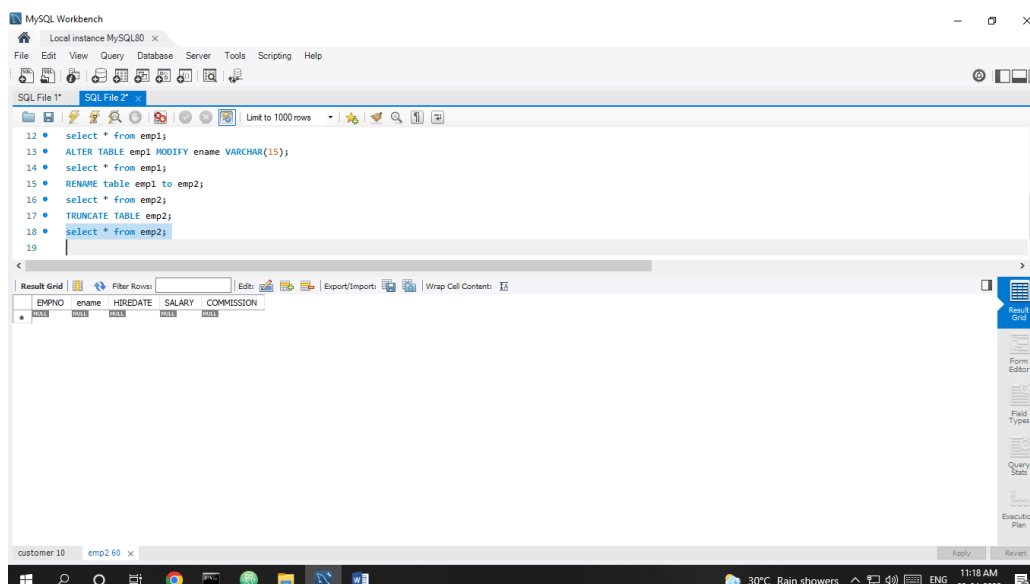 MySQL Workbench
Local instance MySQL80 ×
File Edit View Query Database Server Tools Scripting Help
SQL File 1* SQL File 2* ×
Limit to 1000 rows
12 select * from emp1;
13 ALTER TABLE emp1 MODIFY ename VARCHAR(15);
14 select * from emp1;
15 RENAME table emp1 to emp2;
16 select * from emp2;
17 TRUNCATE TABLE emp2;
18 select * from emp2;
19
Result Grid Filter Rows: Edit: Export/Import: Wrap Cell Content:
EMPNO ename HIREDATE SALARY COMMISSION
NULL NULL NULL NULL NULL
Result
Grid
Form
Editor
Field
Types
Query
Stats
Plan
customer 10 emp2 60 × Apply Revert
30°C Rain showers ENG 11:18 AM